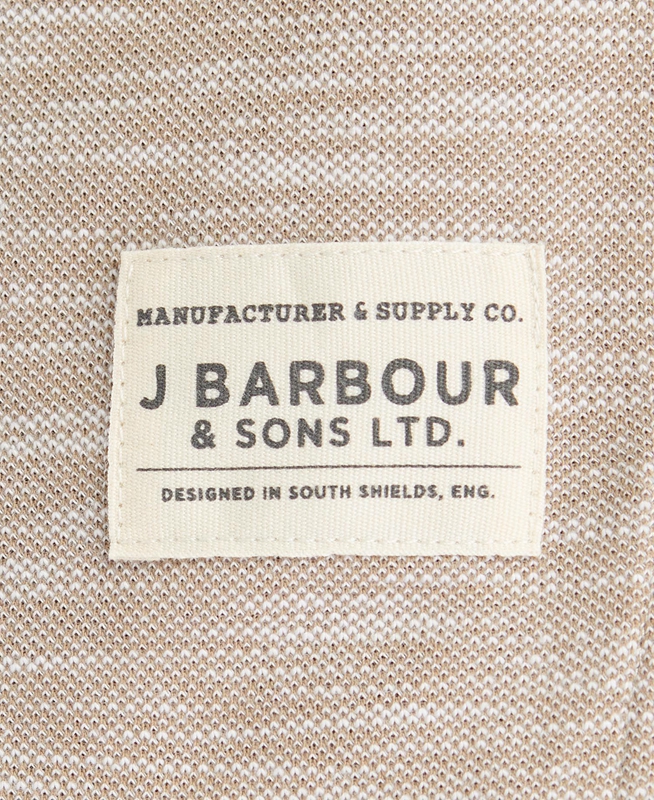 MANUFACTURER & SUPPLY CO.
J BARBOUR
& SONS LTD.
DESIGNED IN SOUTH SHIELDS, ENG.